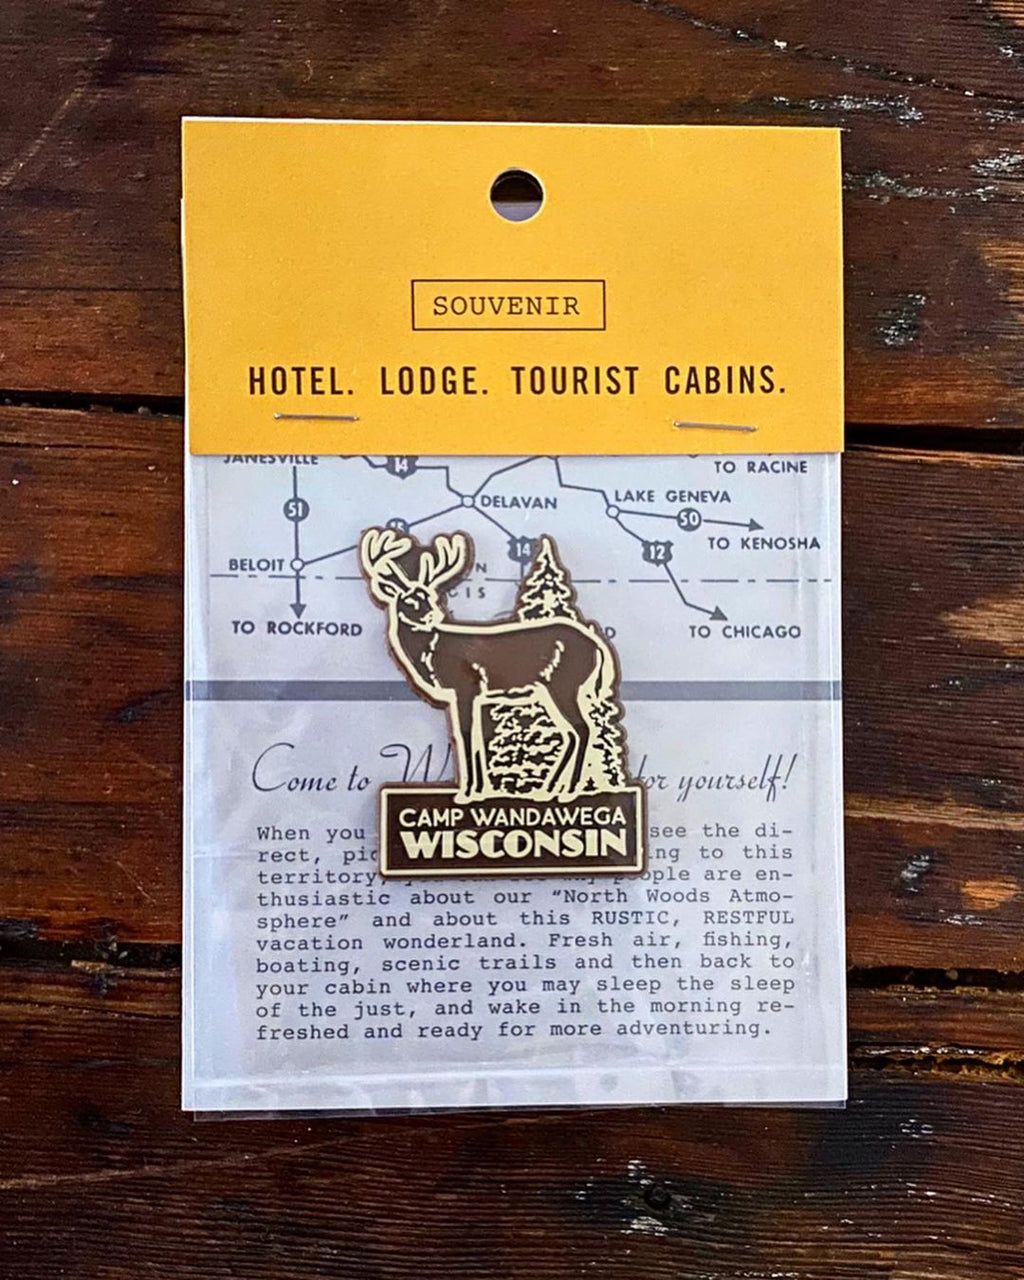 SOUVENIR
HOTEL. LODGE. TOURIST CABINS.
JANESVILLE
14
TO RACINE
DELAVAN
LAKE GENEVA
51
50
TO KENOSHA
14
12
BELOIT
TO ROCKFORD
TO CHICAGO
Come to for yourself!
CAMP WANDAWEGA
WISCONSIN
When you see the di-
rect, to this
territory, people are en-
thusiastic about our “North Woods Atmo-
sphere” and about this RUSTIC, RESTFUL
vacation wonderland. Fresh air, fishing,
boating, scenic trails and then back to
your cabin where you may sleep the sleep
of the just, and wake in the morning re-
freshed and ready for more adventuring.